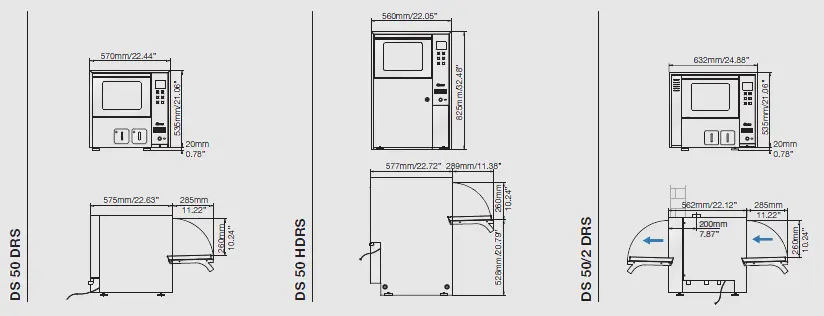 DS 50 DRS
570mm/22.44"
535mm/21.06"
20mm
0.78"
575mm/22.63"
285mm
11.22"
260mm
10.24"
DS 50 HDRS
560mm/22.05"
825mm/32.48"
577mm/22.72"
289mm/11.38"
260mm
10.24"
528mm/20.79"
DS 50/2 DRS
632mm/24.88"
535mm/21.06"
20mm
0.78"
562mm/22.12"
285mm
11.22"
200mm
7.87"
260mm
10.24"